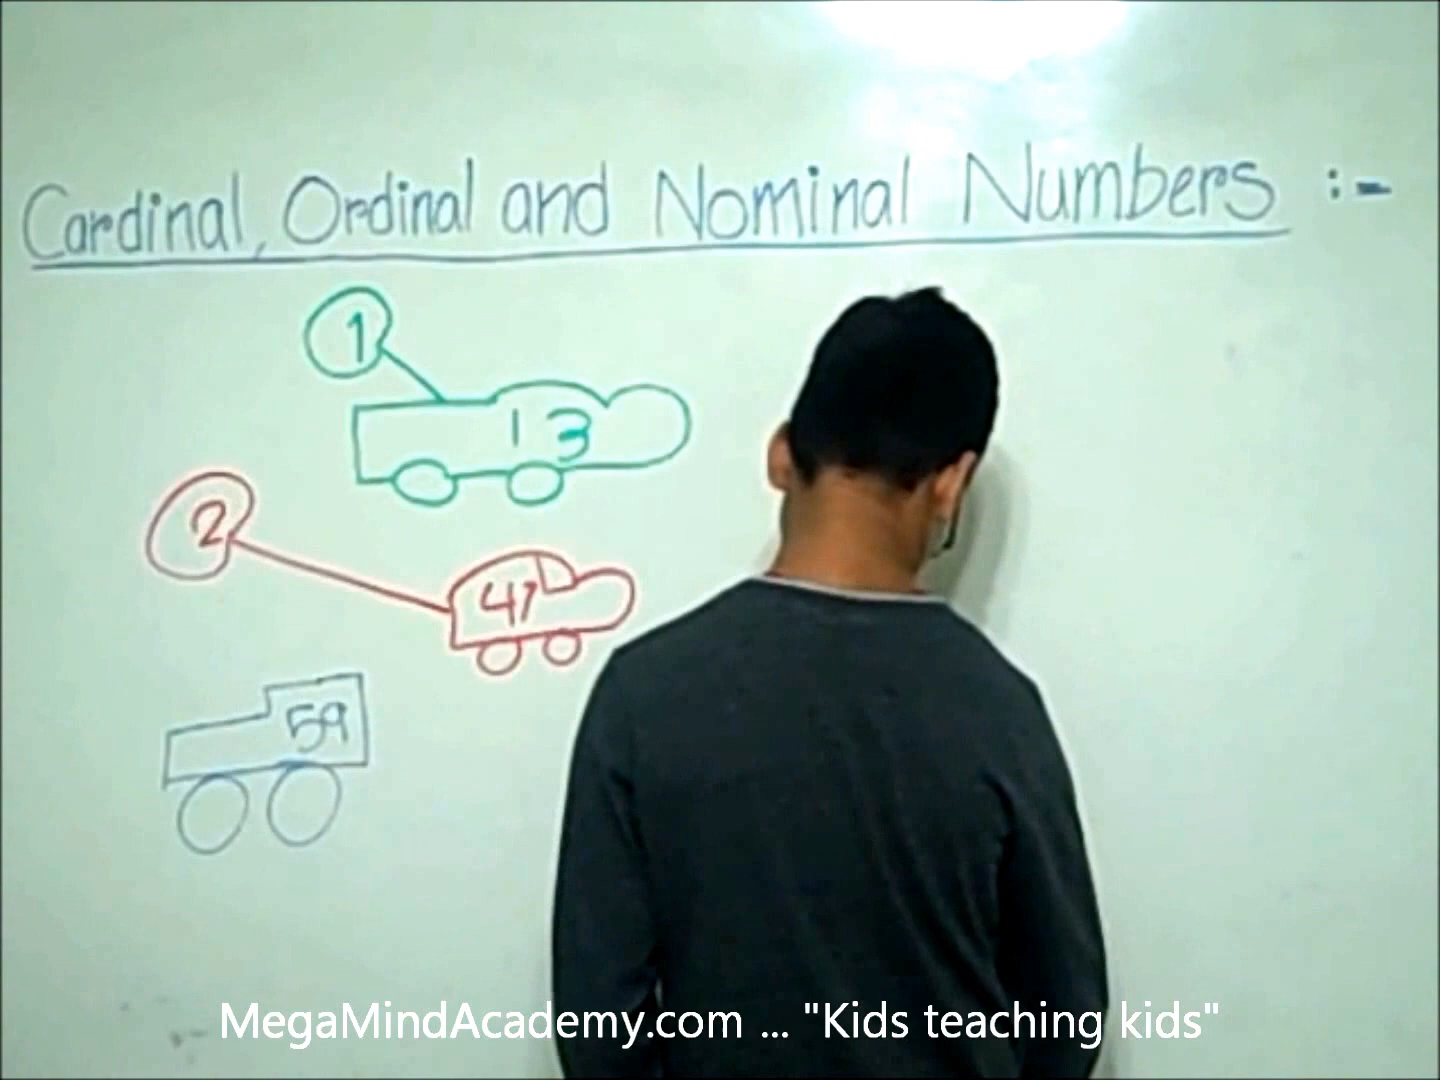 Cardinal, Ordinal and Nominal Numbers :-
1
13
2
41
59
MegaMindAcademy.com ... "Kids teaching kids"